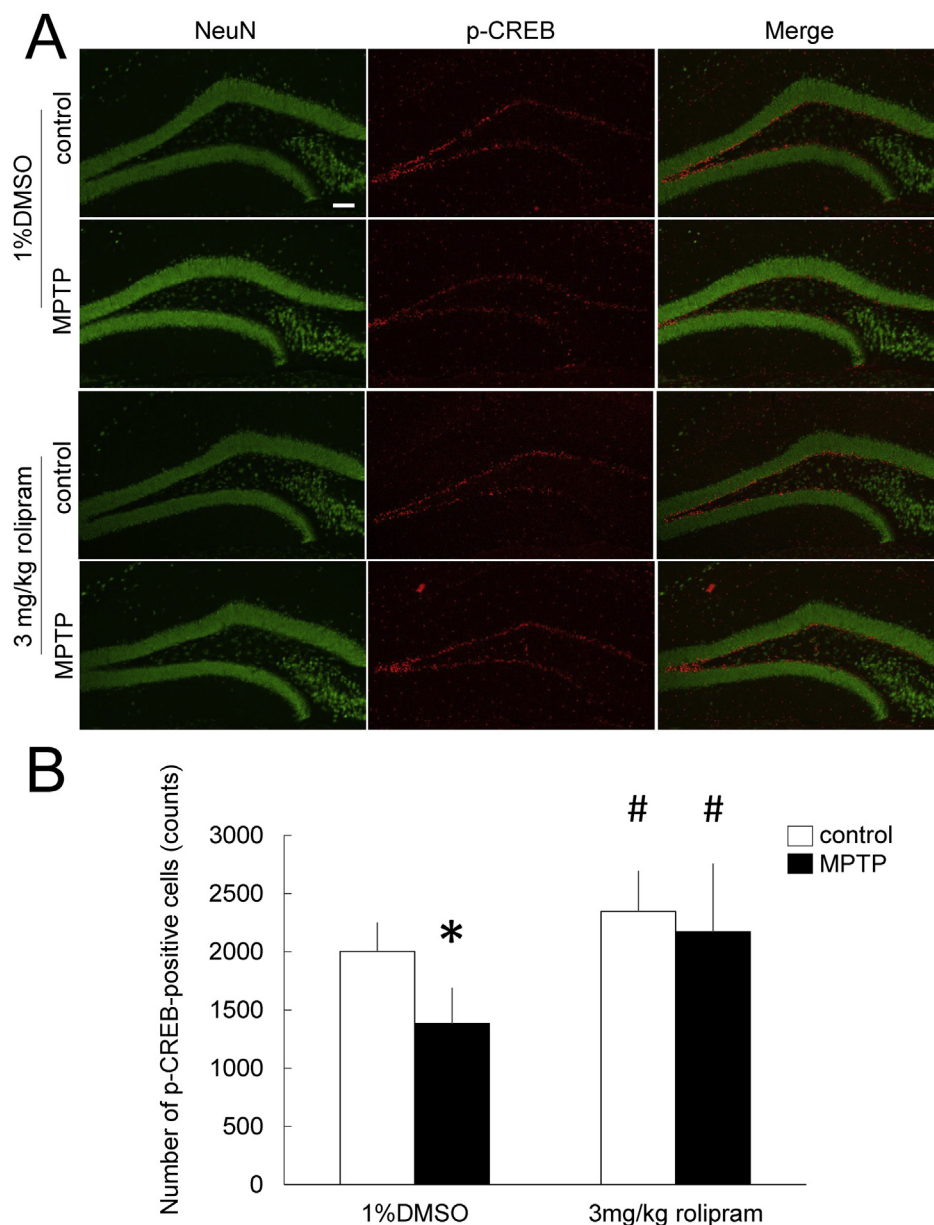 A
NeuN p-CREB Merge
1%DMSO
control
MPTP
3 mg/kg rolipram
control
MPTP
B
Number of p-CREB-positive cells (counts)
# #
3000
control
2500
MPTP
*
2000
1500
1000
500
0
1%DMSO 3mg/kg rolipram